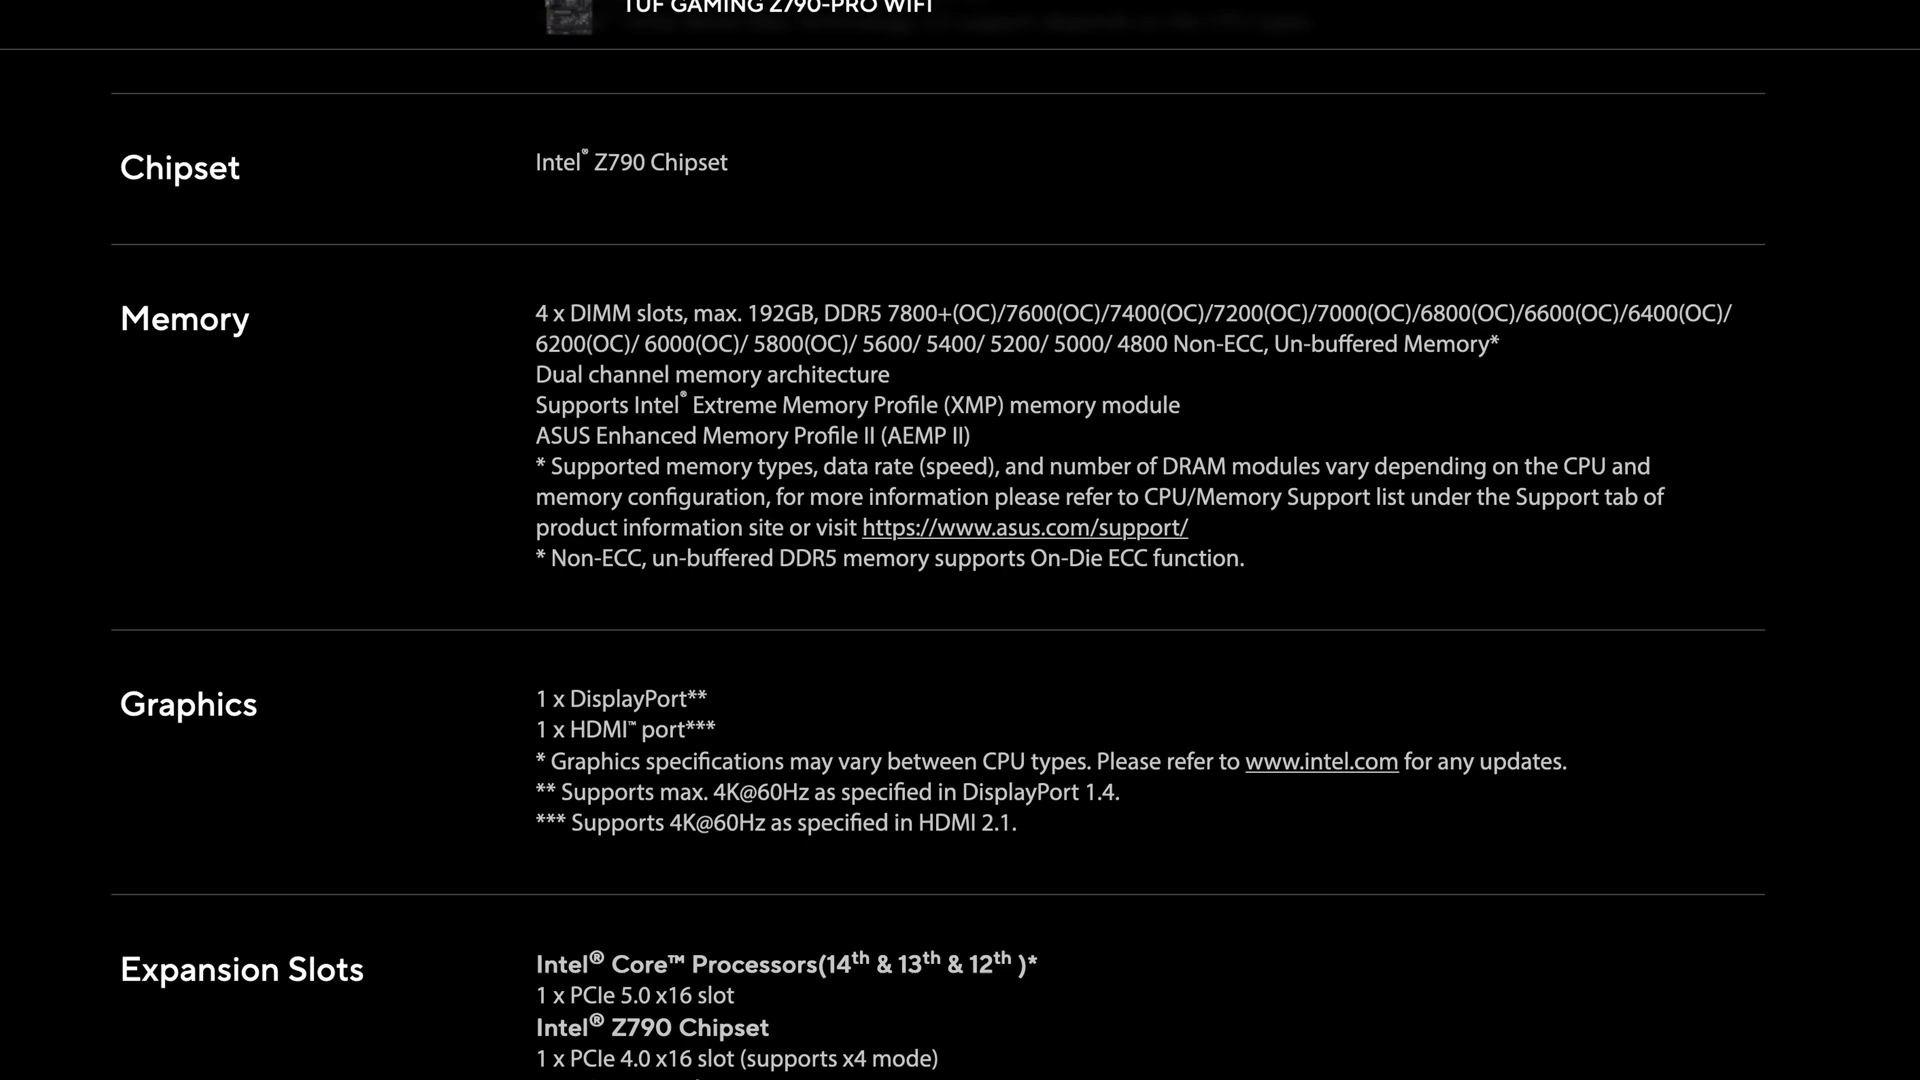 TUF GAMING Z790-PRO WIFI
Chipset
Intel® Z790 Chipset
Memory
4 x DIMM slots, max. 192GB, DDR5 7800+(OC)/7600(OC)/7400(OC)/7200(OC)/7000(OC)/6800(OC)/6600(OC)/6400(OC)/
6200(OC)/ 6000(OC)/ 5800(OC)/ 5600/ 5400/ 5200/ 5000/ 4800 Non-ECC, Un-buffered Memory*
Dual channel memory architecture
Supports Intel® Extreme Memory Profile (XMP) memory module
ASUS Enhanced Memory Profile II (AEMP II)
* Supported memory types, data rate (speed), and number of DRAM modules vary depending on the CPU and
memory configuration, for more information please refer to CPU/Memory Support list under the Support tab of
product information site or visit https://www.asus.com/support/
* Non-ECC, un-buffered DDR5 memory supports On-Die ECC function.
Graphics
1 x DisplayPort**
1 x HDMI™ port***
* Graphics specifications may vary between CPU types. Please refer to www.intel.com for any updates.
** Supports max. 4K@60Hz as specified in DisplayPort 1.4.
*** Supports 4K@60Hz as specified in HDMI 2.1.
Expansion Slots
Intel® Core™ Processors(14th & 13th & 12th )*
1 x PCIe 5.0 x16 slot
Intel® Z790 Chipset
1 x PCIe 4.0 x16 slot (supports x4 mode)